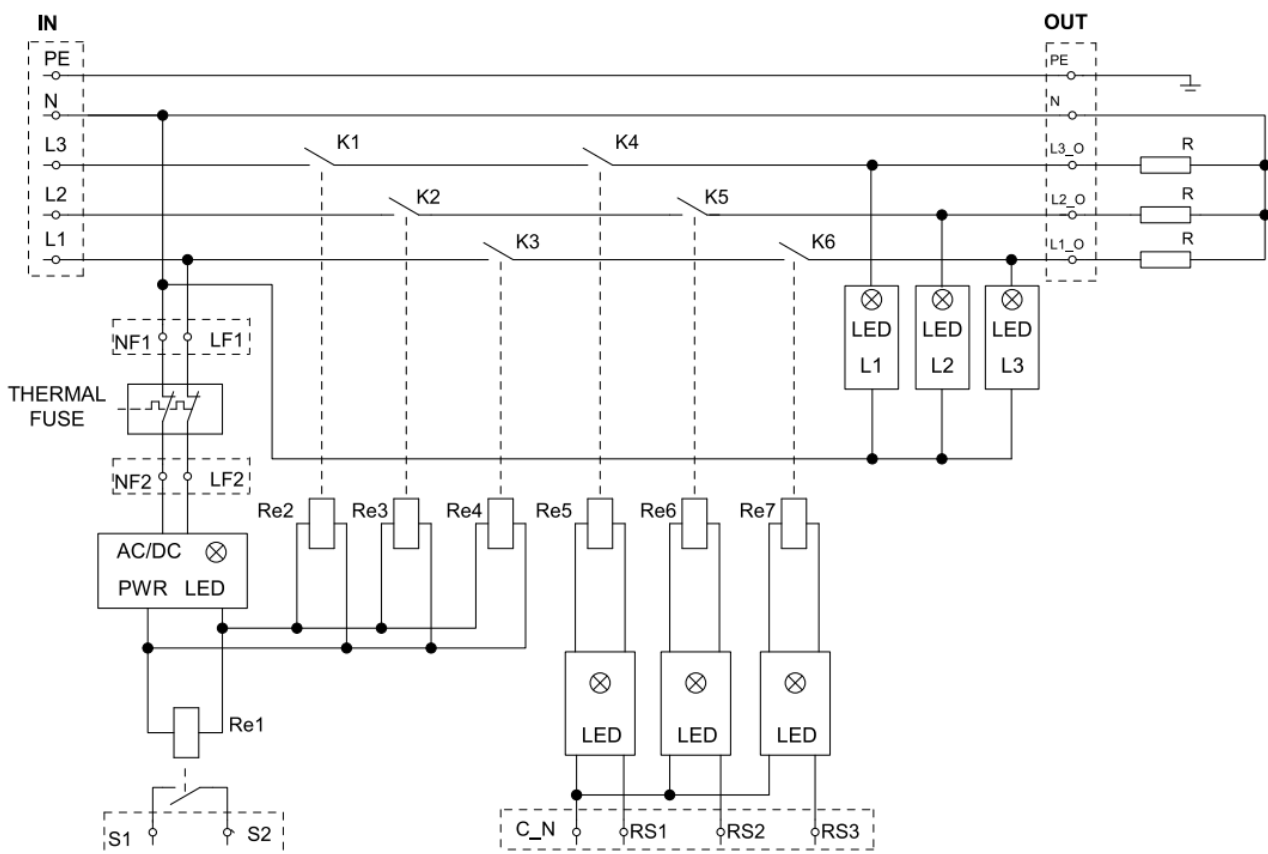 IN
OUT
PE
PE
N
N
L3
K1
K4
L3_O
R
L2
K2
K5
L2_O
R
L1
K3
K6
L1_O
R
LED
LED
LED
L1
L2
L3
NF1
LF1
THERMAL
FUSE
NF2
LF2
Re2
Re3
Re4
Re5
Re6
Re7
AC/DC
PWR LED
Re1
LED
LED
LED
S1
S2
C_N
RS1
RS2
RS3